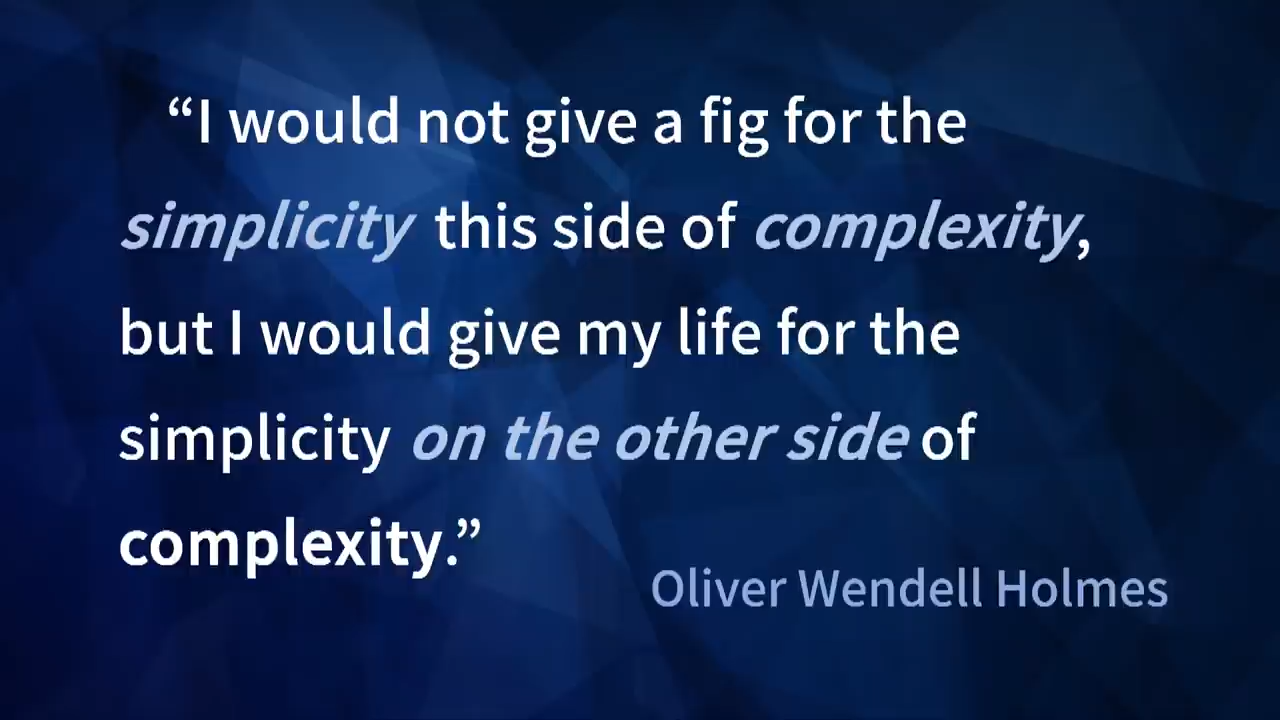 “I would not give a fig for the
simplicity this side of complexity,
but I would give my life for the
simplicity on the other side of
complexity.”
Oliver Wendell Holmes